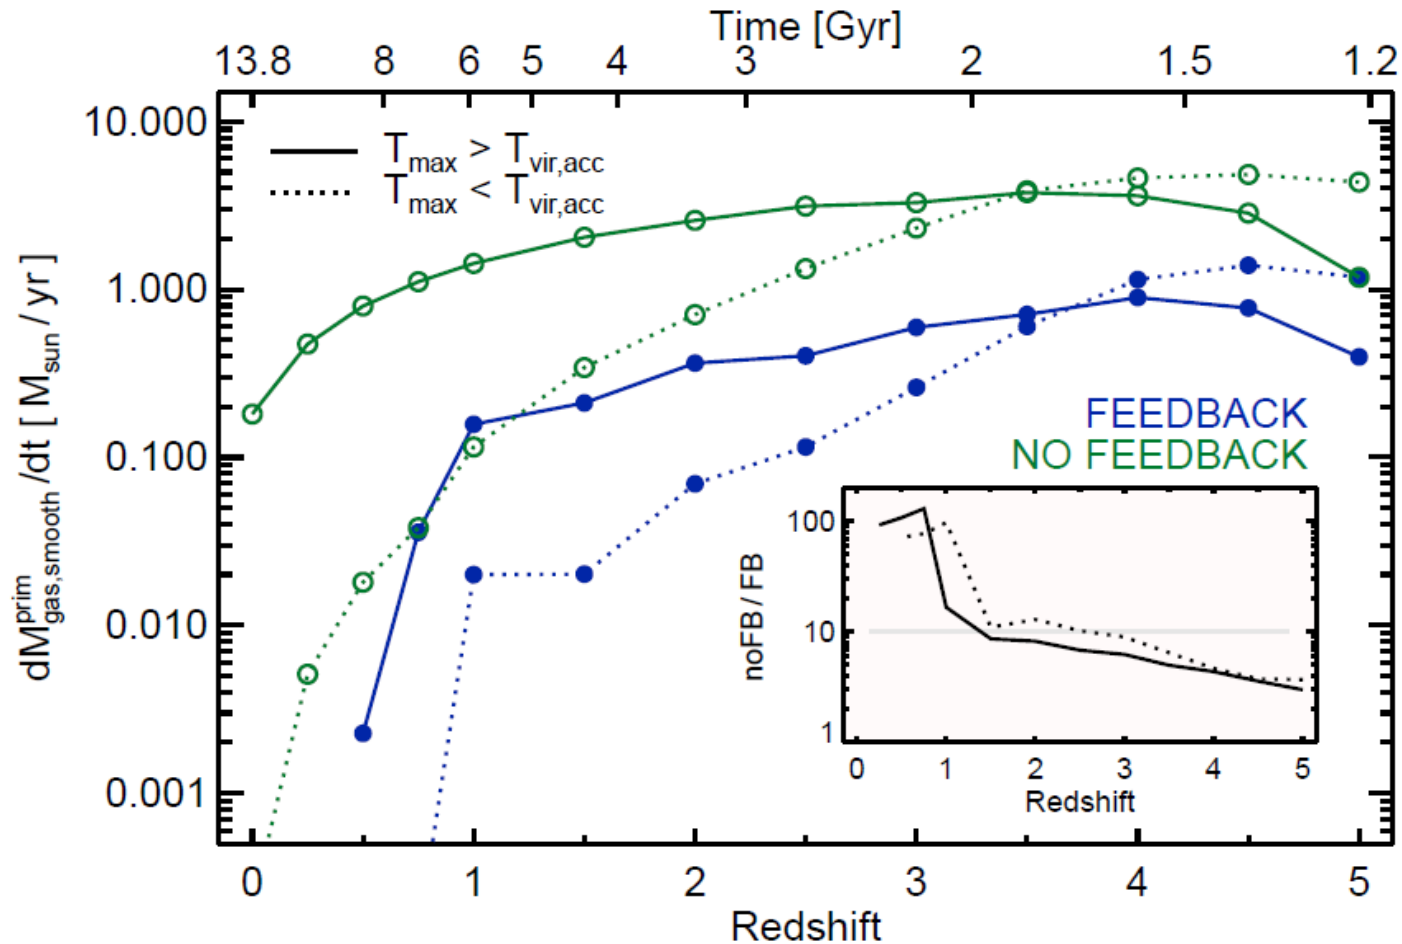 Time [Gyr]
13.8 8 6 5 4 3 2 1.5 1.2
10.000
1.000
0.100
0.010
0.001
T_max > T_vir,acc
T_max < T_vir,acc
dM^prim_gas,smooth /dt [ M_sun / yr ]
FEEDBACK
NO FEEDBACK
100
10
1
noFB / FB
0 1 2 3 4 5
Redshift
0 1 2 3 4 5
Redshift